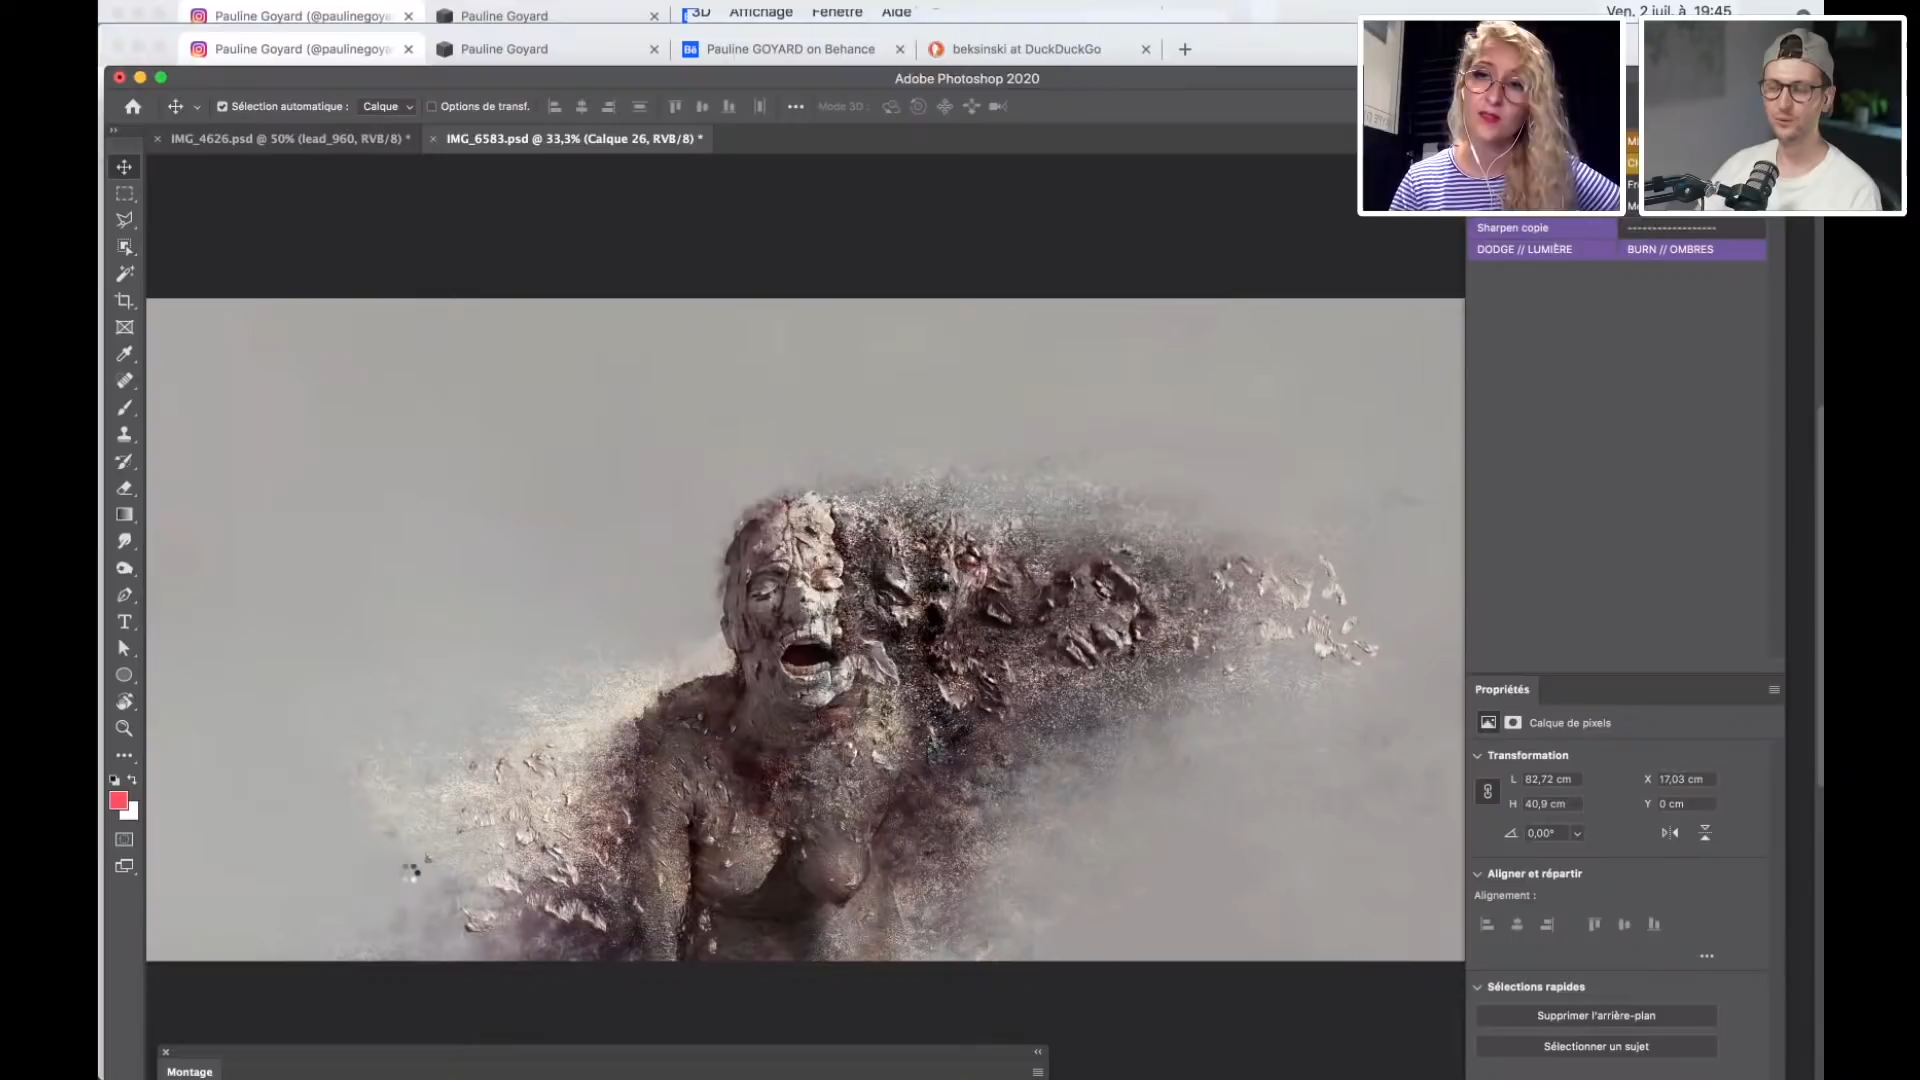 Pauline Goyard (@paulinegoya
Pauline Goyard
3D Affichage Fenêtre Aide
Ven. 2 juil. à 19:45
Pauline Goyard (@paulinegoya
Pauline Goyard
Bē Pauline GOYARD on Behance
beksinski at DuckDuckGo
Adobe Photoshop 2020
Sélection automatique : Calque
Options de transf.
Mode 3D :
IMG_4626.psd @ 50% (lead_960, RVB/8) *
IMG_6583.psd @ 33,3% (Calque 26, RVB/8) *
Sharpen copie
--------------------
DODGE // LUMIÈRE
BURN // OMBRES
Propriétés
Calque de pixels
Transformation
L 82,72 cm X 17,03 cm
H 40,9 cm Y 0 cm
0,00°
Aligner et répartir
Alignement :
Sélections rapides
Supprimer l'arrière-plan
Sélectionner un sujet
Montage